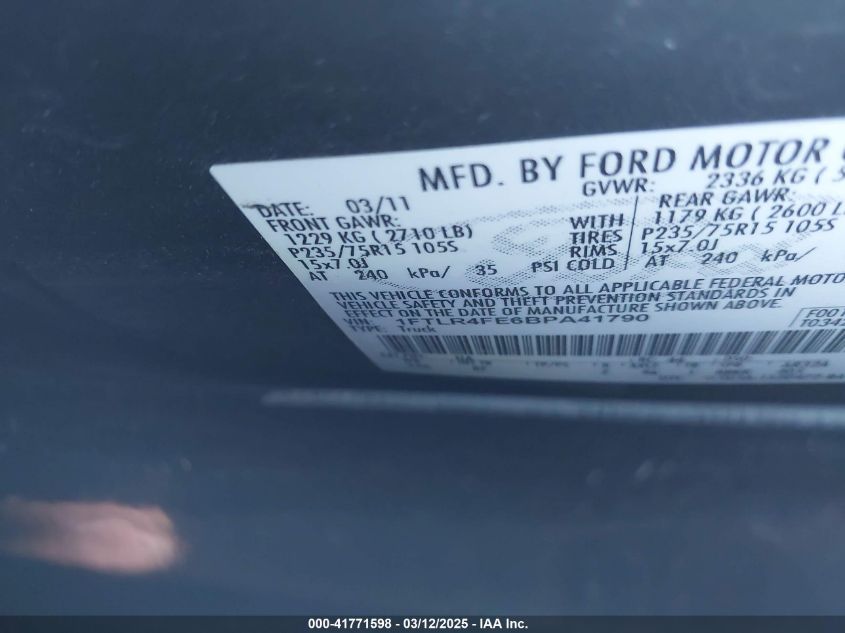 MFD. BY FORD MOTOR
DATE: 03/11 GVWR: 2336 KG (
FRONT GAWR: REAR GAWR:
1229 KG ( 2710 LB) WITH 1179 KG ( 2600 L
P235/75R15 105S TIRES P235/75R15 105S
15x7.0J RIMS 15x7.0J
AT 240 kPa/ 35 PSI COLD AT 240 kPa/
THIS VEHICLE CONFORMS TO ALL APPLICABLE FEDERAL MOTO
VEHICLE SAFETY AND THEFT PREVENTION STANDARDS IN
EFFECT ON THE DATE OF MANUFACTURE SHOWN ABOVE.
VIN: 1FTLR4FE6BPA41790 F001
TYPE: Truck T0342
000-41771598 - 03/12/2025 - IAA Inc.